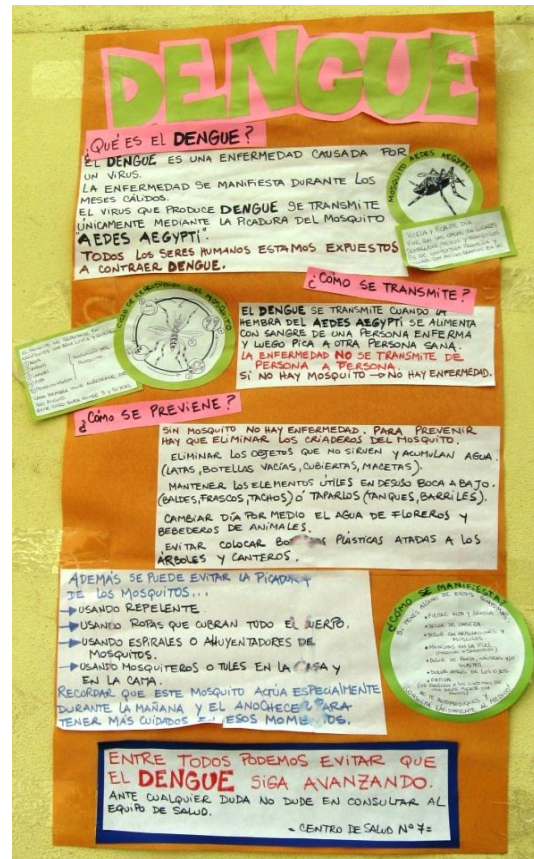 DENGUE
¿QUÉ ES EL DENGUE?
EL DENGUE ES UNA ENFERMEDAD CAUSADA POR
UN VIRUS.
LA ENFERMEDAD SE MANIFIESTA DURANTE LOS
MESES CÁLIDOS.
EL VIRUS QUE PRODUCE DENGUE SE TRANSMITE
ÚNICAMENTE MEDIANTE LA PICADURA DEL MOSQUITO
"AEDES AEGYPTI".
TODOS LOS SERES HUMANOS ESTAMOS EXPUESTOS
A CONTRAER DENGUE.
MOSQUITO AEDES AEGYPTI
¿CÓMO SE TRANSMITE?
EL DENGUE SE TRANSMITE CUANDO LA
HEMBRA DEL AEDES AEGYPTI SE ALIMENTA
CON SANGRE DE UNA PERSONA ENFERMA
Y LUEGO PICA A OTRA PERSONA SANA.
LA ENFERMEDAD NO SE TRANSMITE DE
PERSONA A PERSONA.
SI NO HAY MOSQUITO → NO HAY ENFERMEDAD.
¿CÓMO SE PREVIENE?
SIN MOSQUITO NO HAY ENFERMEDAD. PARA PREVENIR
HAY QUE ELIMINAR LOS CRIADEROS DEL MOSQUITO.
ELIMINAR LOS OBJETOS QUE NO SIRVEN Y ACUMULAN AGUA.
(LATAS, BOTELLAS VACÍAS, CUBIERTAS, MACETAS).
MANTENER LOS ELEMENTOS ÚTILES EN DESUSO BOCA ABAJO.
(BALDES, FRASCOS, TACHOS) Ó TAPARLOS (TANQUES, BARRILES).
CAMBIAR DÍA POR MEDIO EL AGUA DE FLOREROS Y
BEBEDEROS DE ANIMALES.
EVITAR COLOCAR PLÁSTICAS ATADAS A LOS
ÁRBOLES Y CANTEROS.
ADEMÁS SE PUEDE EVITAR LA PICADURA
DE LOS MOSQUITOS...
→ USANDO REPELENTE.
→ USANDO ROPAS QUE CUBRAN TODO EL CUERPO.
→ USANDO ESPIRALES O AHUYENTADORES DE
MOSQUITOS.
→ USANDO MOSQUITEROS O TULES EN LA CASA Y
EN LA CAMA.
RECORDAR QUE ESTE MOSQUITO ACTÚA ESPECIALMENTE
DURANTE LA MAÑANA Y EL ANOCHECER PARA
TENER MÁS CUIDADOS EN ESOS MOMENTOS.
¿CÓMO SE MANIFIESTA?
• DOLOR DE CABEZA
• DOLOR EN ARTICULACIONES Y
MÚSCULOS
• MANCHAS EN LA PIEL
• FATIGA
ENTRE TODOS PODEMOS EVITAR QUE
EL DENGUE SIGA AVANZANDO.
ANTE CUALQUIER DUDA NO DUDE EN CONSULTAR AL
EQUIPO DE SALUD.
- CENTRO DE SALUD Nº 7=